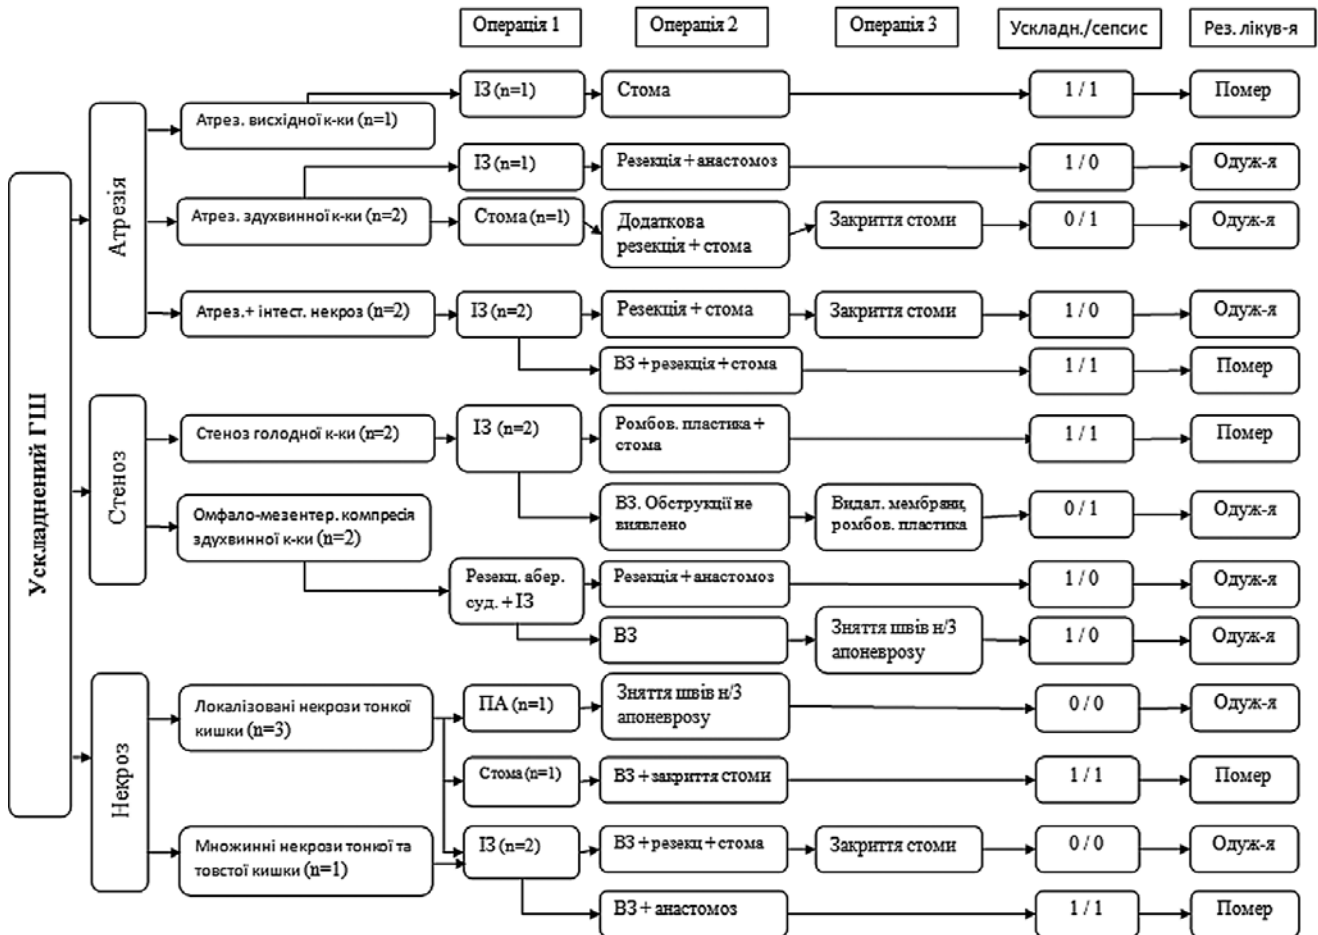 Операція 1
Операція 2
Операція 3
Ускладн./сепсис
Рез. лікув-я
Ускладнений ГШ
Атрезія
Атрез. висхідної к-ки (n=1)
ІЗ (n=1)
Стома
1 / 1
Помер
Атрез. здухвинної к-ки (n=2)
ІЗ (n=1)
Резекція + анастомоз
1 / 0
Одуж-я
Стома (n=1)
Додаткова
резекція + стома
Закриття стоми
0 / 1
Одуж-я
Атрез.+ інтест. некроз (n=2)
ІЗ (n=2)
Резекція + стома
Закриття стоми
1 / 0
Одуж-я
ВЗ + резекція + стома
1 / 1
Помер
Стеноз
Стеноз голодної к-ки (n=2)
ІЗ (n=2)
Ромбов. пластика +
стома
1 / 1
Помер
ВЗ. Обструкції не
виявлено
Видал. мембрани,
ромбов. пластика
0 / 1
Одуж-я
Омфало-мезентер. компресія
здухвинної к-ки (n=2)
Резекц. абер.
суд. + ІЗ
Резекція + анастомоз
1 / 0
Одуж-я
ВЗ
Зняття швів н/З
апоневрозу
1 / 0
Одуж-я
Некроз
Локалізовані некрози тонкої
кишки (n=3)
ПА (n=1)
Зняття швів н/З
апоневрозу
0 / 0
Одуж-я
Стома (n=1)
ВЗ + закриття стоми
1 / 1
Помер
Множинні некрози тонкої та
товстої кишки (n=1)
ІЗ (n=2)
ВЗ + резекц + стома
Закриття стоми
0 / 0
Одуж-я
ВЗ + анастомоз
1 / 1
Помер